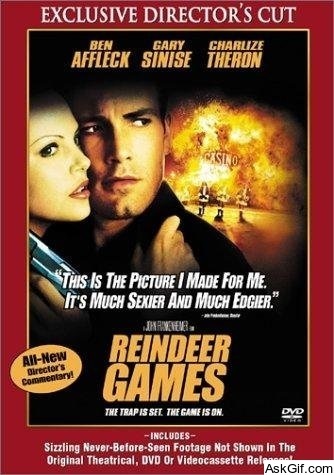 EXCLUSIVE DIRECTOR'S CUT
BEN AFFLECK
GARY SINISE
CHARLIZE THERON
CASINO
"THIS IS THE PICTURE I MADE FOR ME.
IT'S MUCH SEXIER AND MUCH EDGIER."
- John Frankenheimer, Director
A JOHN FRANKENHEIMER FILM
REINDEER
GAMES
THE TRAP IS SET. THE GAME IS ON.
All-New
Director's
Commentary!
DVD
VIDEO
–INCLUDES–
Sizzling Never-Before-Seen Footage Not Shown In The
Original Theatrical, DVD Or Videocassette Releases!
AskGif.com